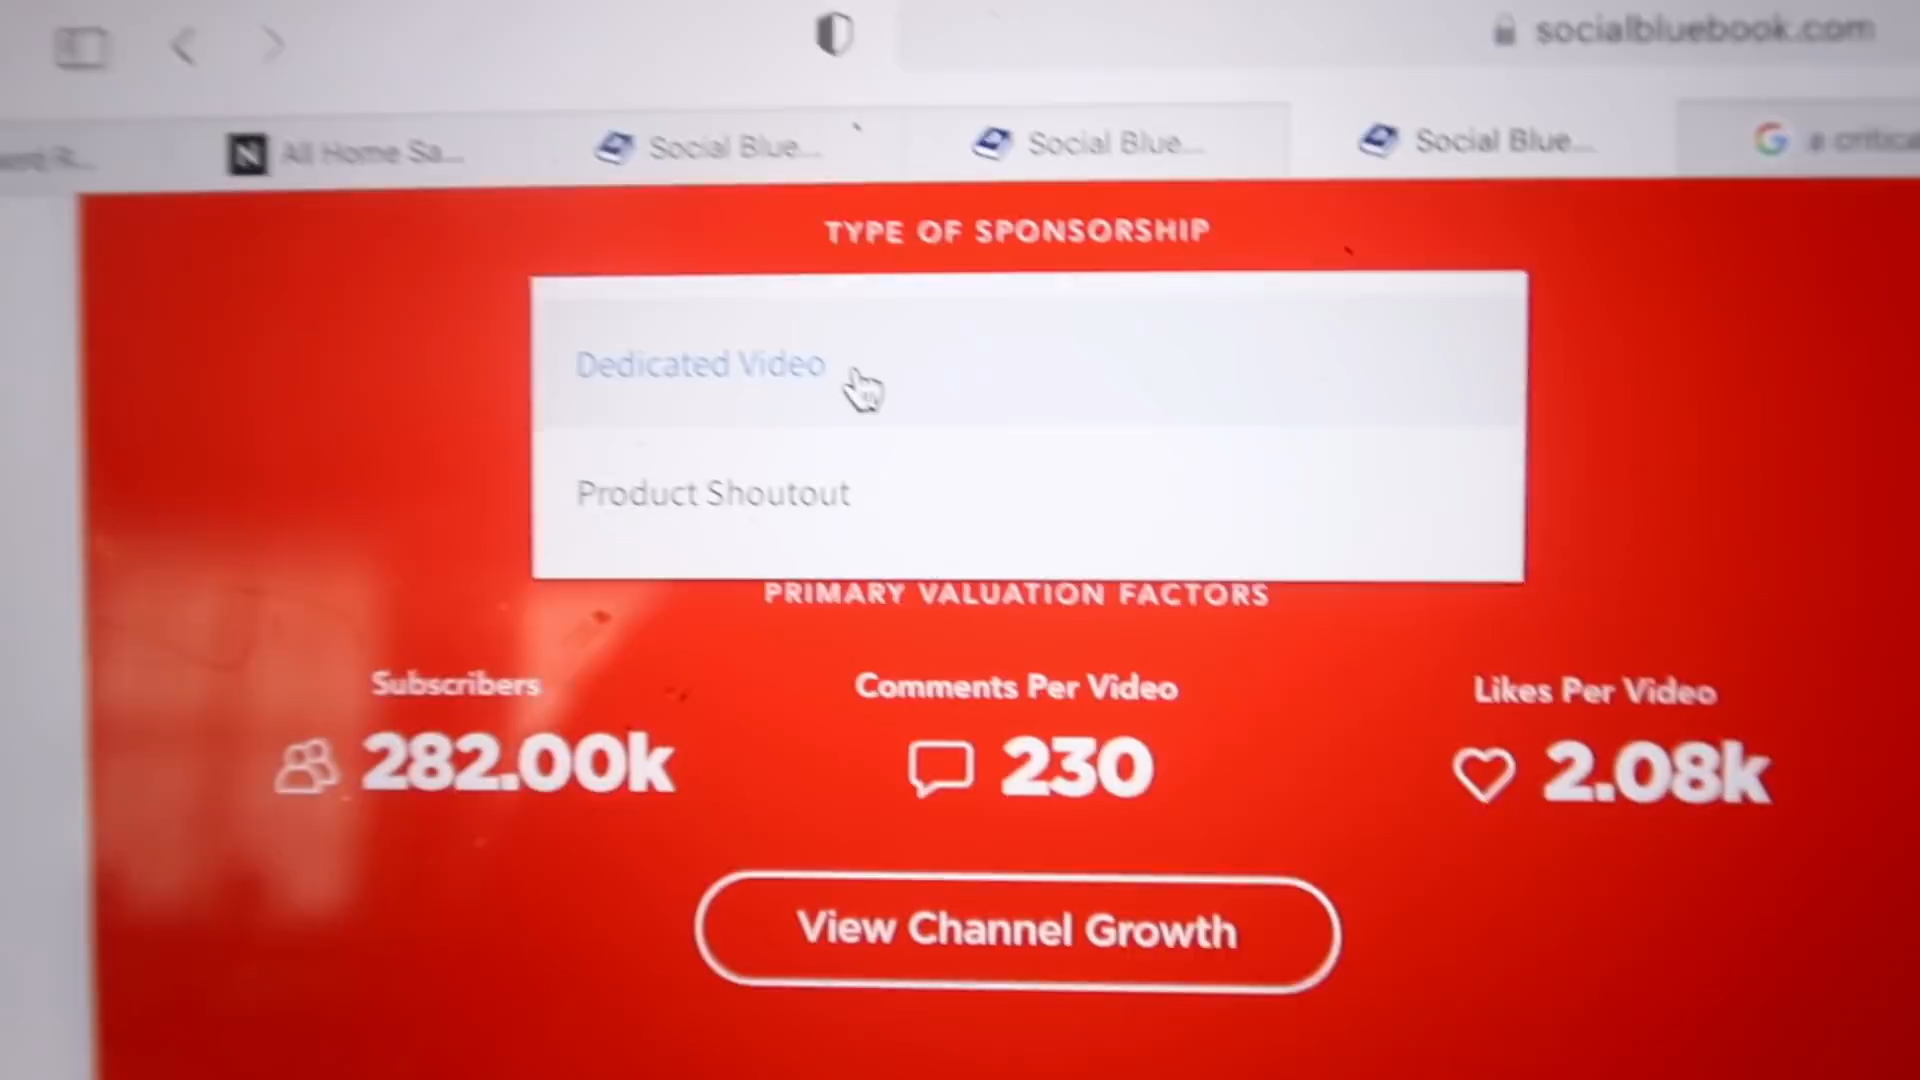 socialbluebook.com
All Home Sa...
Social Blue...
Social Blue...
Social Blue...
a critica
TYPE OF SPONSORSHIP
Dedicated Video
Product Shoutout
PRIMARY VALUATION FACTORS
Subscribers
282.00k
Comments Per Video
230
Likes Per Video
2.08k
View Channel Growth